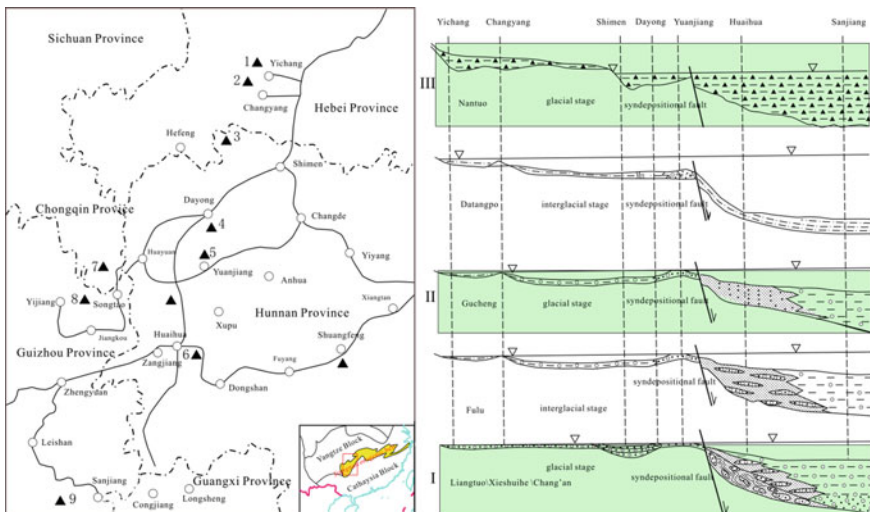 Sichuan Province
1
Yichang
2
Changyang
Hebei Province
Hefeng
3
Shimen
Chongqin Provice
Dayong
4
Changde
Huayuan
5
Yuanjiang
Yiyang
7
Anhua
8
Songtao
Yijiang
Xiangtan
Xupu
Hunnan Province
Jiangkou
Huaihua
Shuangfeng
Guizhou Province
Zangjiang
6
Fuyang
Zhengydan
Dongshan
Leishan
Yangtze Block
Cathaysia Block
Guangxi Province
Sanjiang
Longsheng
Congjiang
9
Yichang Changyang Shimen Dayong Yuanjiang Huaihua Sanjiang
III
Nantuo glacial stage syndepositional fault
Datangpo interglacial stage syndepositional fault
II
Gucheng glacial stage syndepositional fault
Fulu interglacial stage syndepositional fault
I
glacial stage syndepositional fault
Liangtuo\Xieshuihe\Chang'an